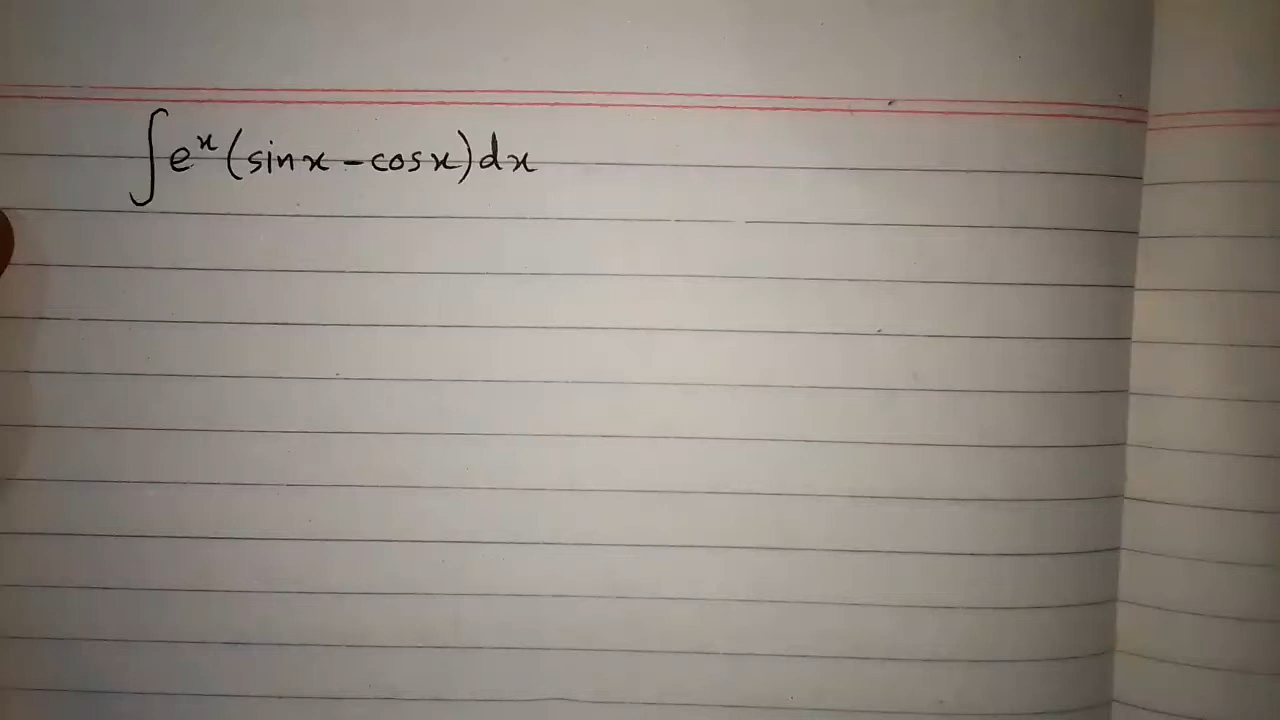 ∫eˣ(sinx - cosx)dx